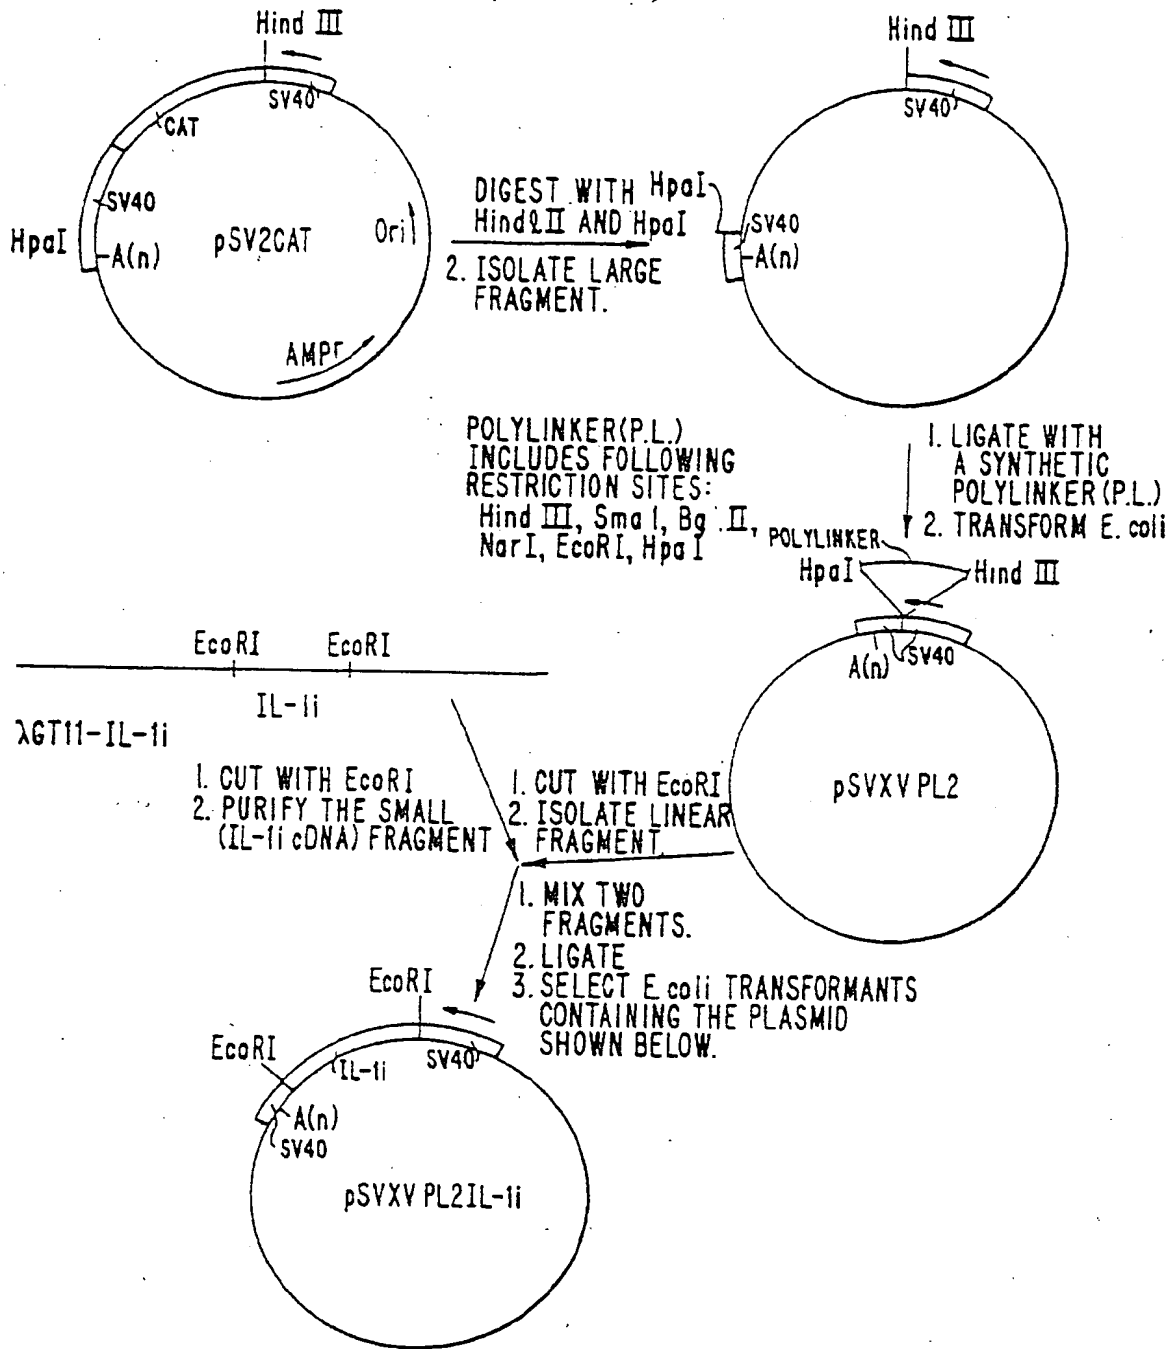 Hind III
SV40
CAT
SV40
HpaI
A(n)
pSV2CAT
Ori
AMPr
DIGEST WITH
HindlII AND HpaI
2. ISOLATE LARGE
FRAGMENT.
Hind III
SV40
HpaI
SV40
A(n)
POLYLINKER(P.L.)
INCLUDES FOLLOWING
RESTRICTION SITES:
Hind III, Sma I, Bg .II,
NarI, EcoRI, Hpa I
1. LIGATE WITH
A SYNTHETIC
POLYLINKER(P.L.)
2. TRANSFORM E. coli
POLYLINKER
HpaI
Hind III
A(n)
SV40
pSVXV PL2
EcoRI
EcoRI
IL-1i
λGT11-IL-1i
1. CUT WITH EcoRI
2. PURIFY THE SMALL
(IL-1i cDNA) FRAGMENT
1. CUT WITH EcoRI
2. ISOLATE LINEAR
FRAGMENT.
1. MIX TWO
FRAGMENTS.
2. LIGATE
3. SELECT E. coli TRANSFORMANTS
CONTAINING THE PLASMID
SHOWN BELOW.
EcoRI
EcoRI
IL-1i
SV40
A(n)
SV40
pSVXV PL2IL-1i